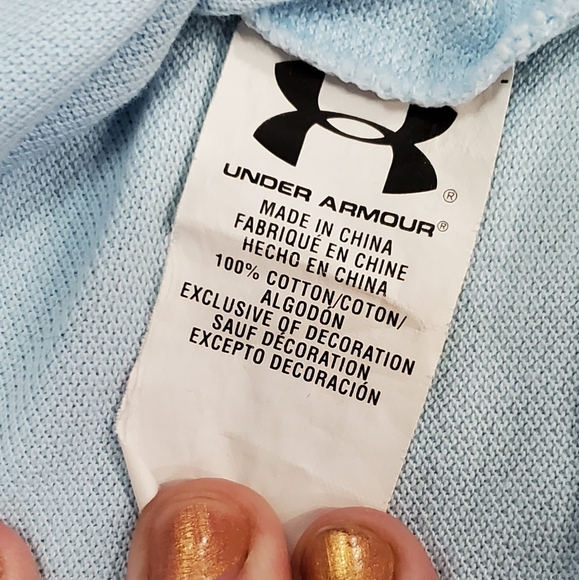 UNDER ARMOUR®
MADE IN CHINA
FABRIQUÉ EN CHINE
HECHO EN CHINA
100% COTTON/COTON/
ALGODÓN
EXCLUSIVE OF DECORATION
SAUF DÉCORATION
EXCEPTO DECORACIÓN